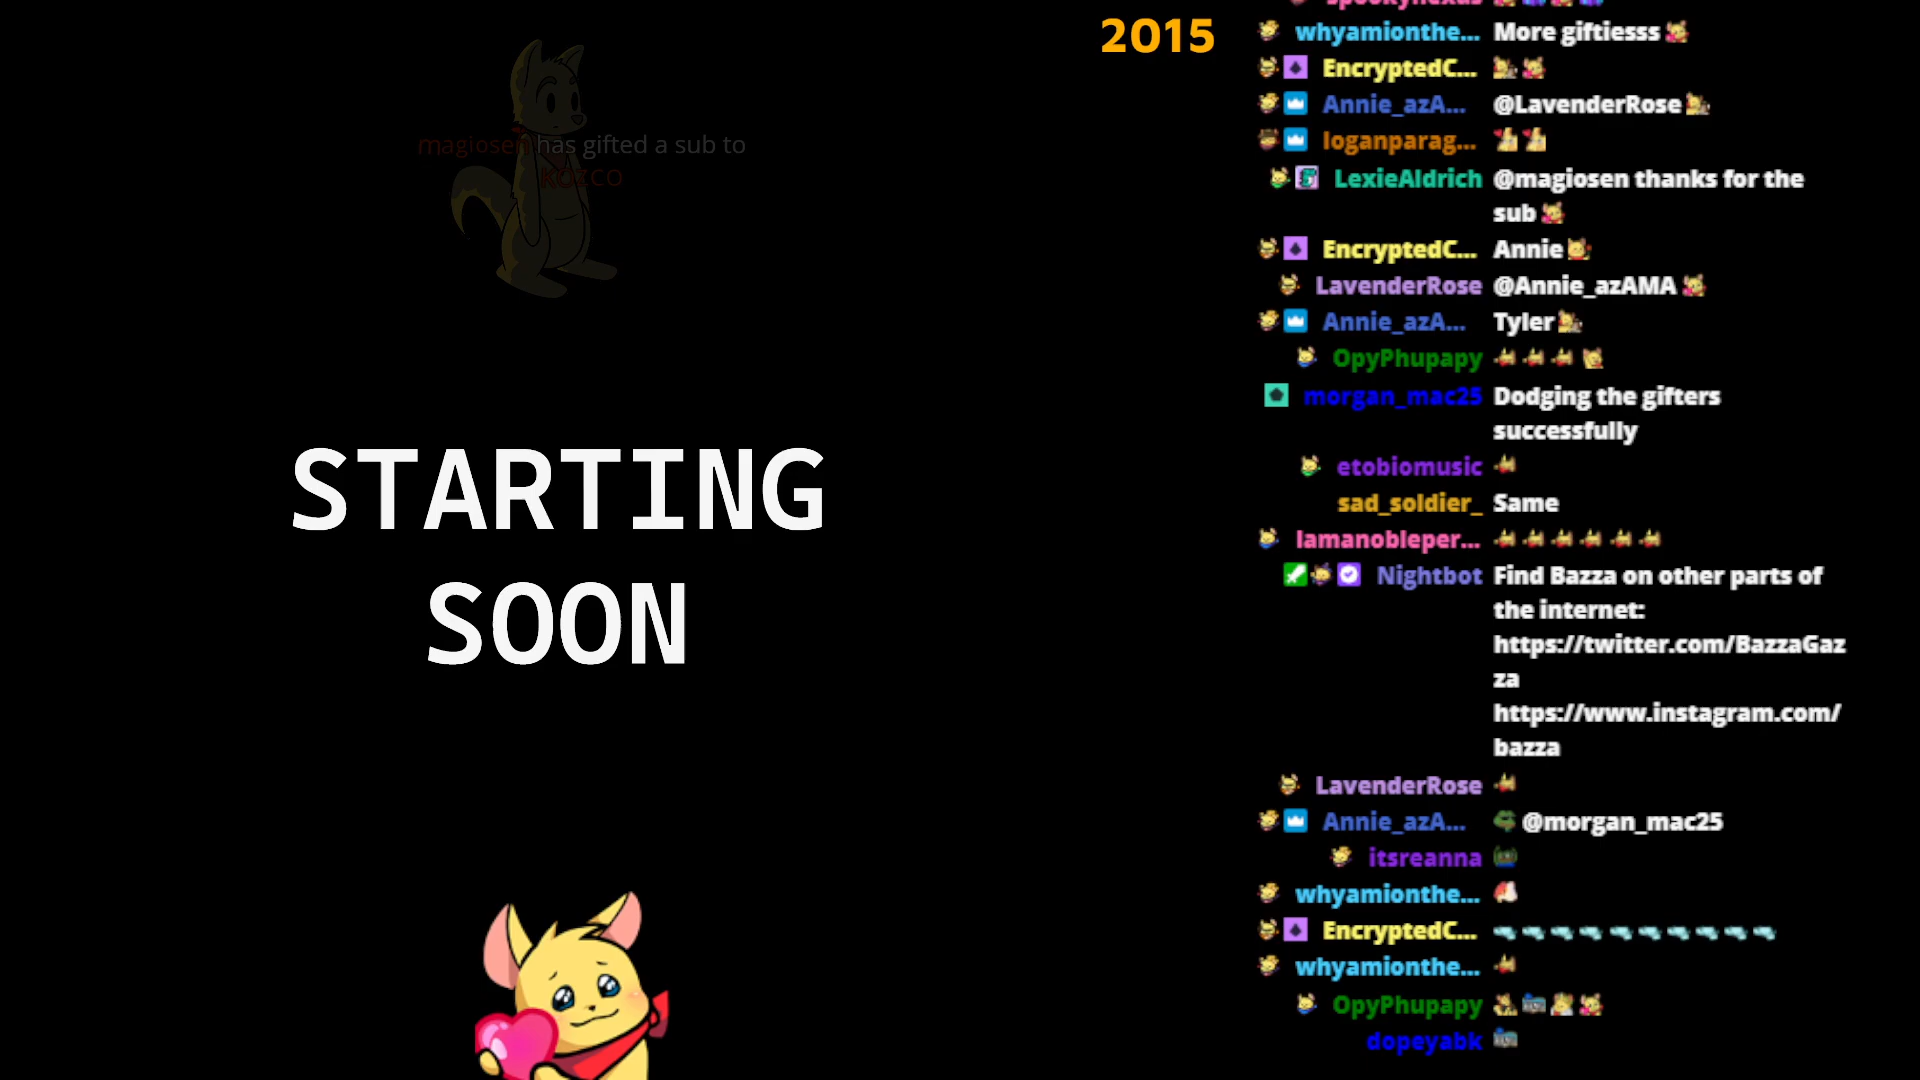 magiosen has gifted a sub to
KOZCO
STARTING
SOON
2015
spookynexus
whyamionthe... More giftiesss
EncryptedC...
Annie_azA... @LavenderRose
loganparag...
LexieAldrich @magiosen thanks for the
sub
EncryptedC... Annie
LavenderRose @Annie_azAMA
Annie_azA... Tyler
OpyPhupapy
morgan_mac25 Dodging the gifters
successfully
etobiomusic
sad_soldier_ Same
Iamanobleper...
Nightbot Find Bazza on other parts of
the internet:
https://twitter.com/BazzaGaz
za
https://www.instagram.com/
bazza
LavenderRose
Annie_azA... @morgan_mac25
itsreanna
whyamionthe...
EncryptedC...
whyamionthe...
OpyPhupapy
dopeyabk